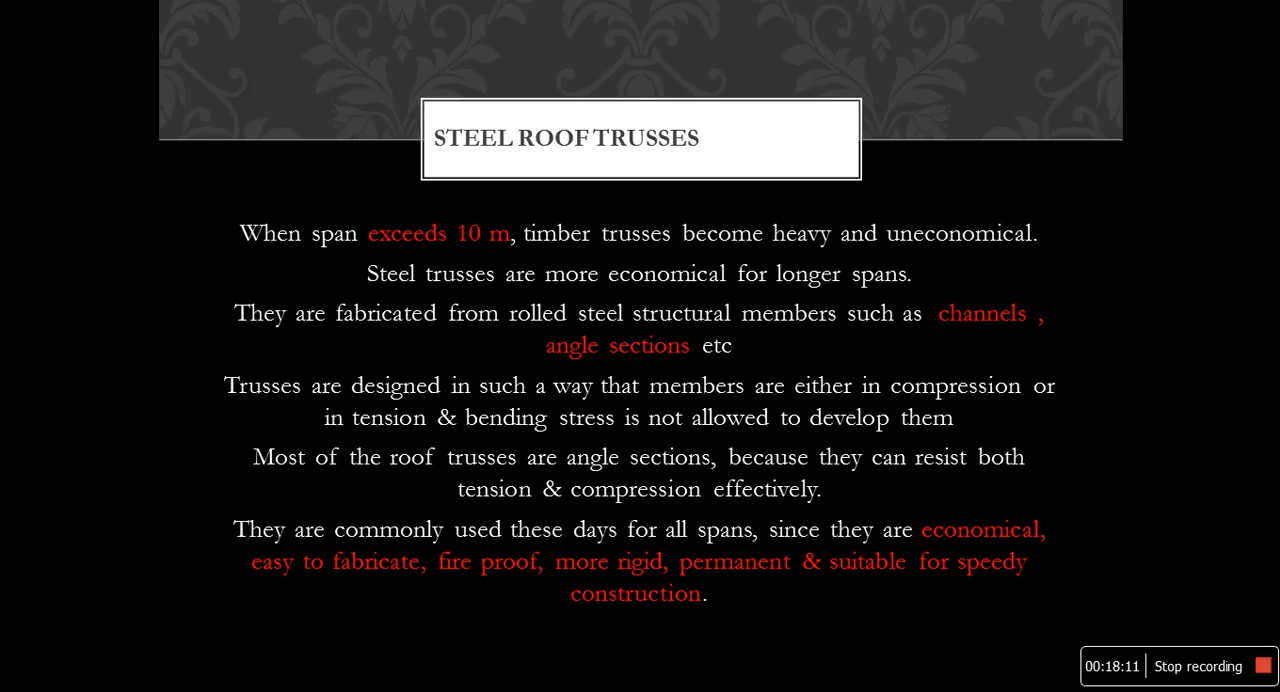 STEEL ROOF TRUSSES
When span exceeds 10 m, timber trusses become heavy and uneconomical.
Steel trusses are more economical for longer spans.
They are fabricated from rolled steel structural members such as channels ,
angle sections etc
Trusses are designed in such a way that members are either in compression or
in tension & bending stress is not allowed to develop them
Most of the roof trusses are angle sections, because they can resist both
tension & compression effectively.
They are commonly used these days for all spans, since they are economical,
easy to fabricate, fire proof, more rigid, permanent & suitable for speedy
construction.
00:18:11 Stop recording